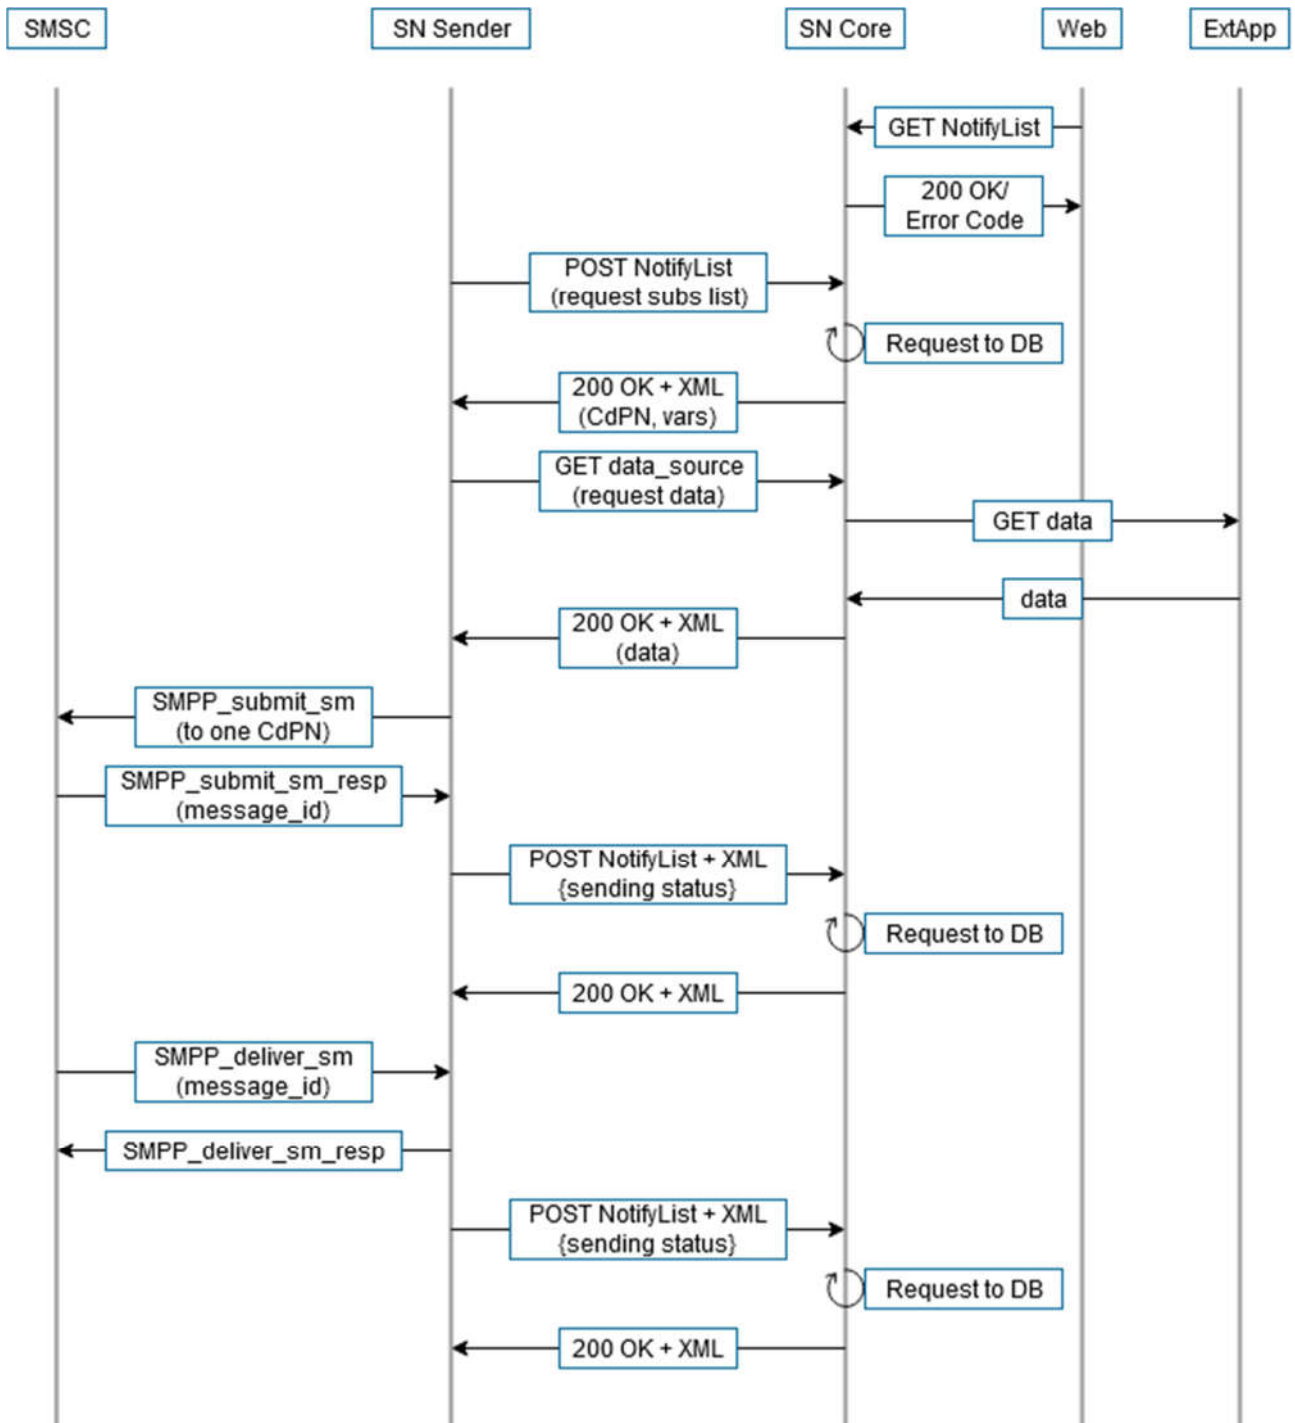 SMSC
SN Sender
SN Core
Web
ExtApp
GET NotifyList
200 OK/
Error Code
POST NotifyList
(request subs list)
Request to DB
200 OK + XML
(CdPN, vars)
GET data_source
(request data)
GET data
data
200 OK + XML
(data)
SMPP_submit_sm
(to one CdPN)
SMPP_submit_sm_resp
(message_id)
POST NotifyList + XML
{sending status}
Request to DB
200 OK + XML
SMPP_deliver_sm
(message_id)
SMPP_deliver_sm_resp
POST NotifyList + XML
{sending status}
Request to DB
200 OK + XML